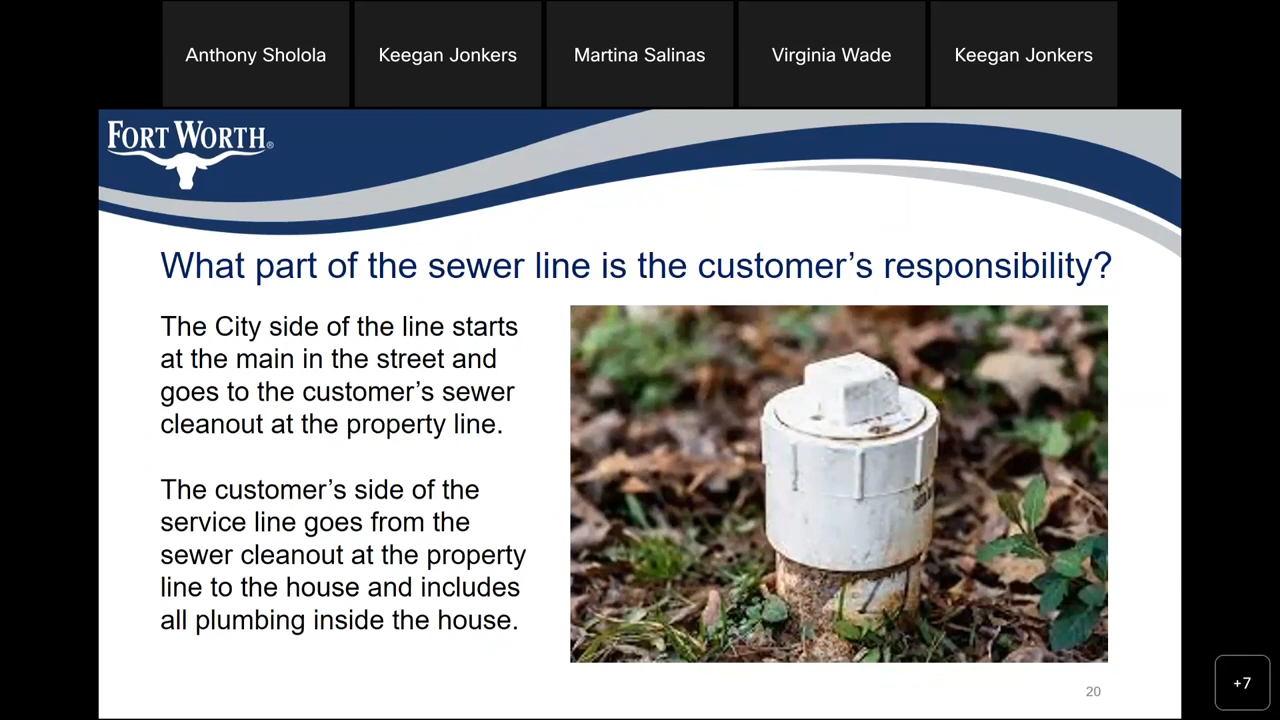 Anthony Sholola
Keegan Jonkers
Martina Salinas
Virginia Wade
Keegan Jonkers
FORT WORTH®
What part of the sewer line is the customer’s responsibility?
The City side of the line starts
at the main in the street and
goes to the customer’s sewer
cleanout at the property line.
The customer’s side of the
service line goes from the
sewer cleanout at the property
line to the house and includes
all plumbing inside the house.
20
+7